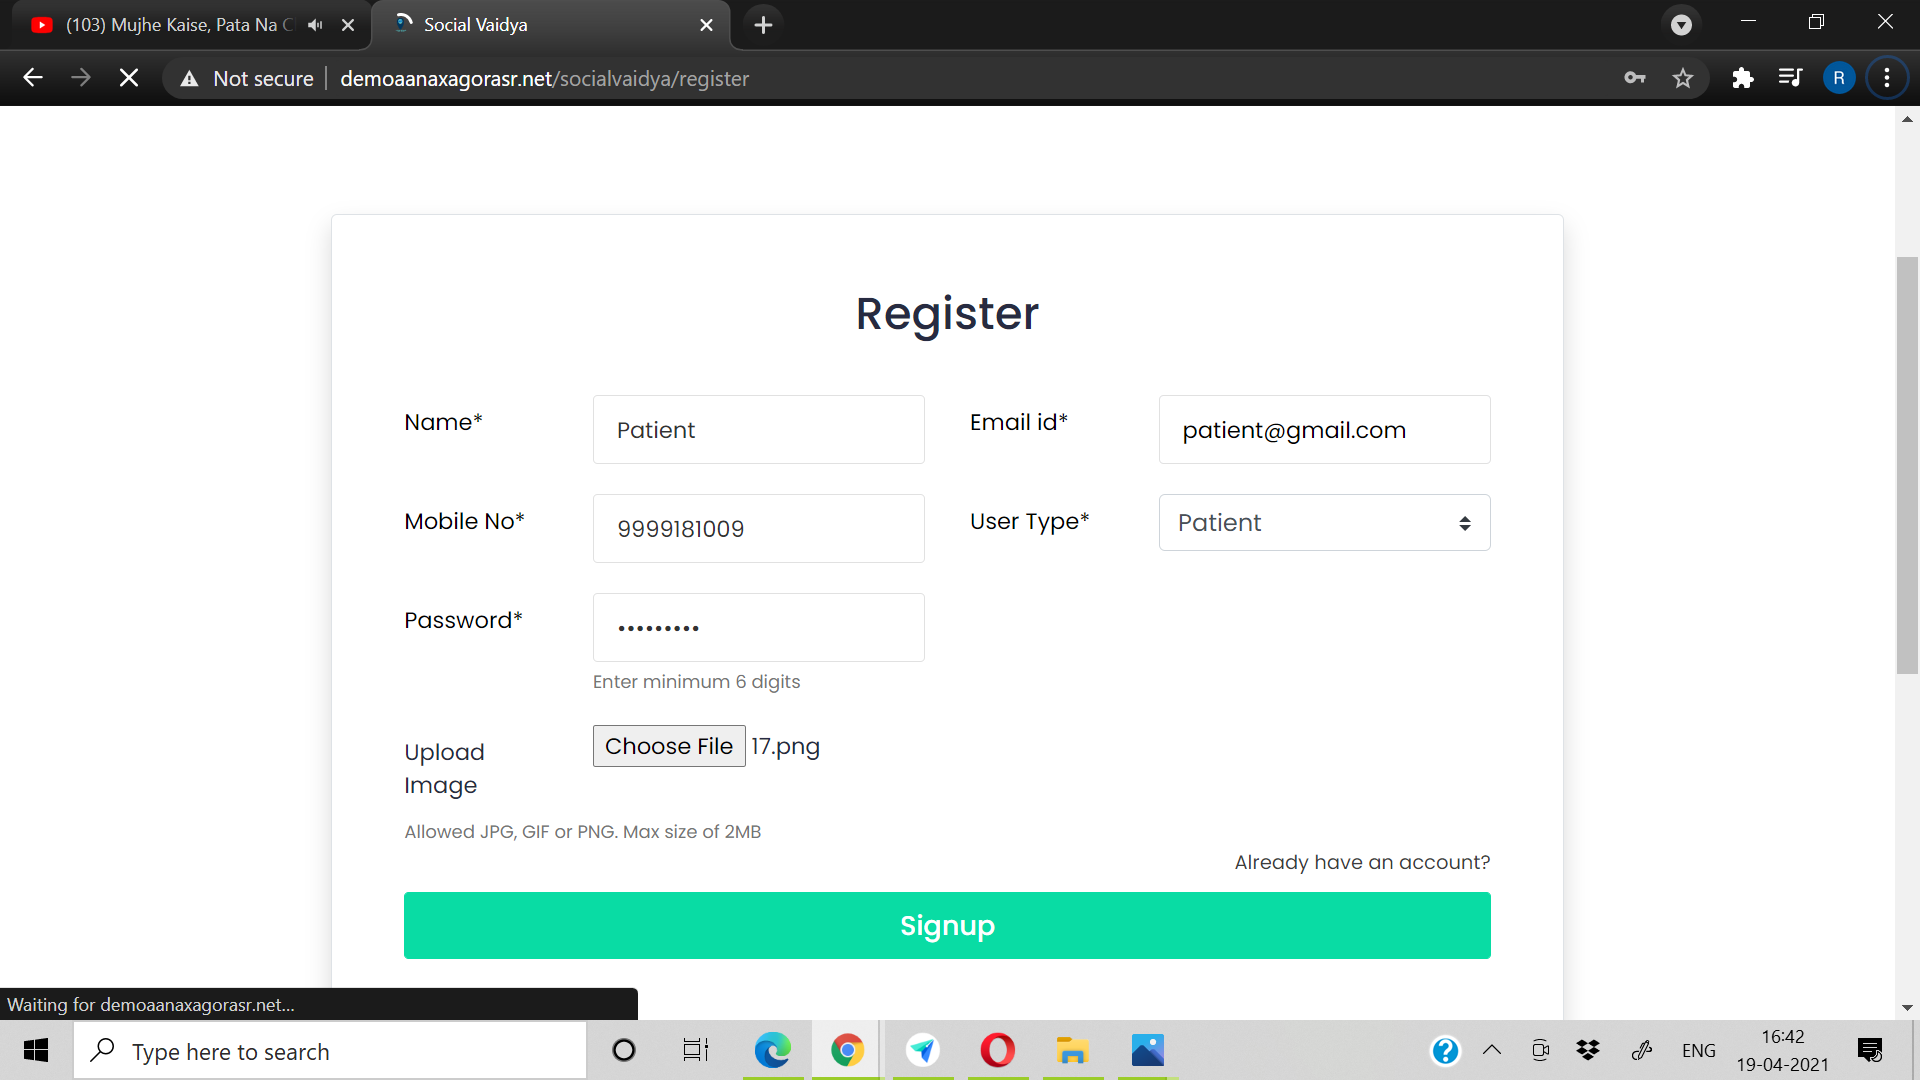 (103) Mujhe Kaise, Pata Na C
Social Vaidya
Not secure
demoaanaxagorasr.net/socialvaidya/register
R
Register
Name*
Patient
Email id*
patient@gmail.com
Mobile No*
9999181009
User Type*
Patient
Password*
•••••••••
Enter minimum 6 digits
Upload
Image
Choose File 17.png
Allowed JPG, GIF or PNG. Max size of 2MB
Already have an account?
Signup
Waiting for demoaanaxagorasr.net...
Type here to search
ENG
16:42
19-04-2021